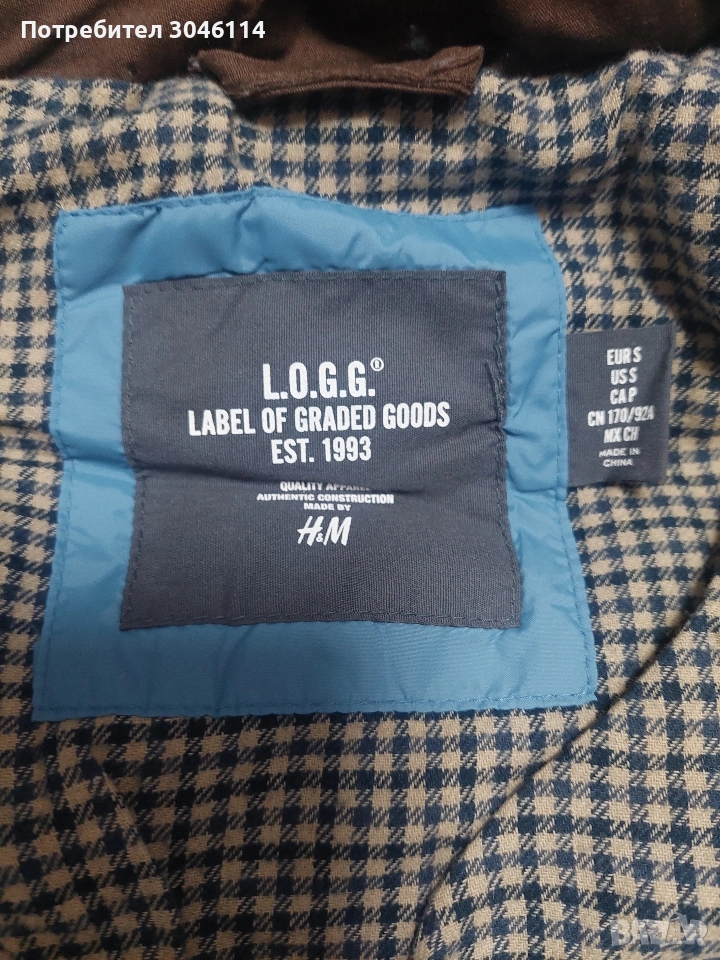 Потребител 3046114
L.O.G.G.®
LABEL OF GRADED GOODS
EST. 1993
QUALITY APPAREL
AUTHENTIC CONSTRUCTION
MADE BY
H&M
EUR S
US S
CA P
CN 170/92A
MX CH
MADE IN
CHINA
BAZAR